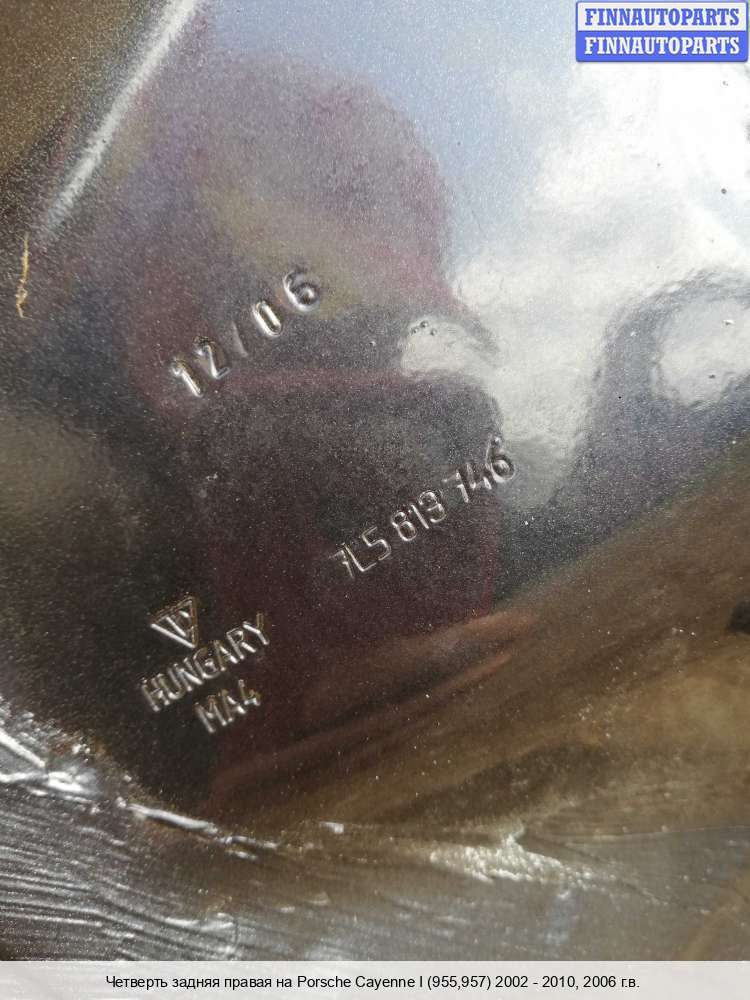 FINNAUTOPARTS
FINNAUTOPARTS
12/06
7L5 813 746
HUNGARY
MA4
Четверть задняя правая на Porsche Cayenne I (955,957) 2002 - 2010, 2006 г.в.